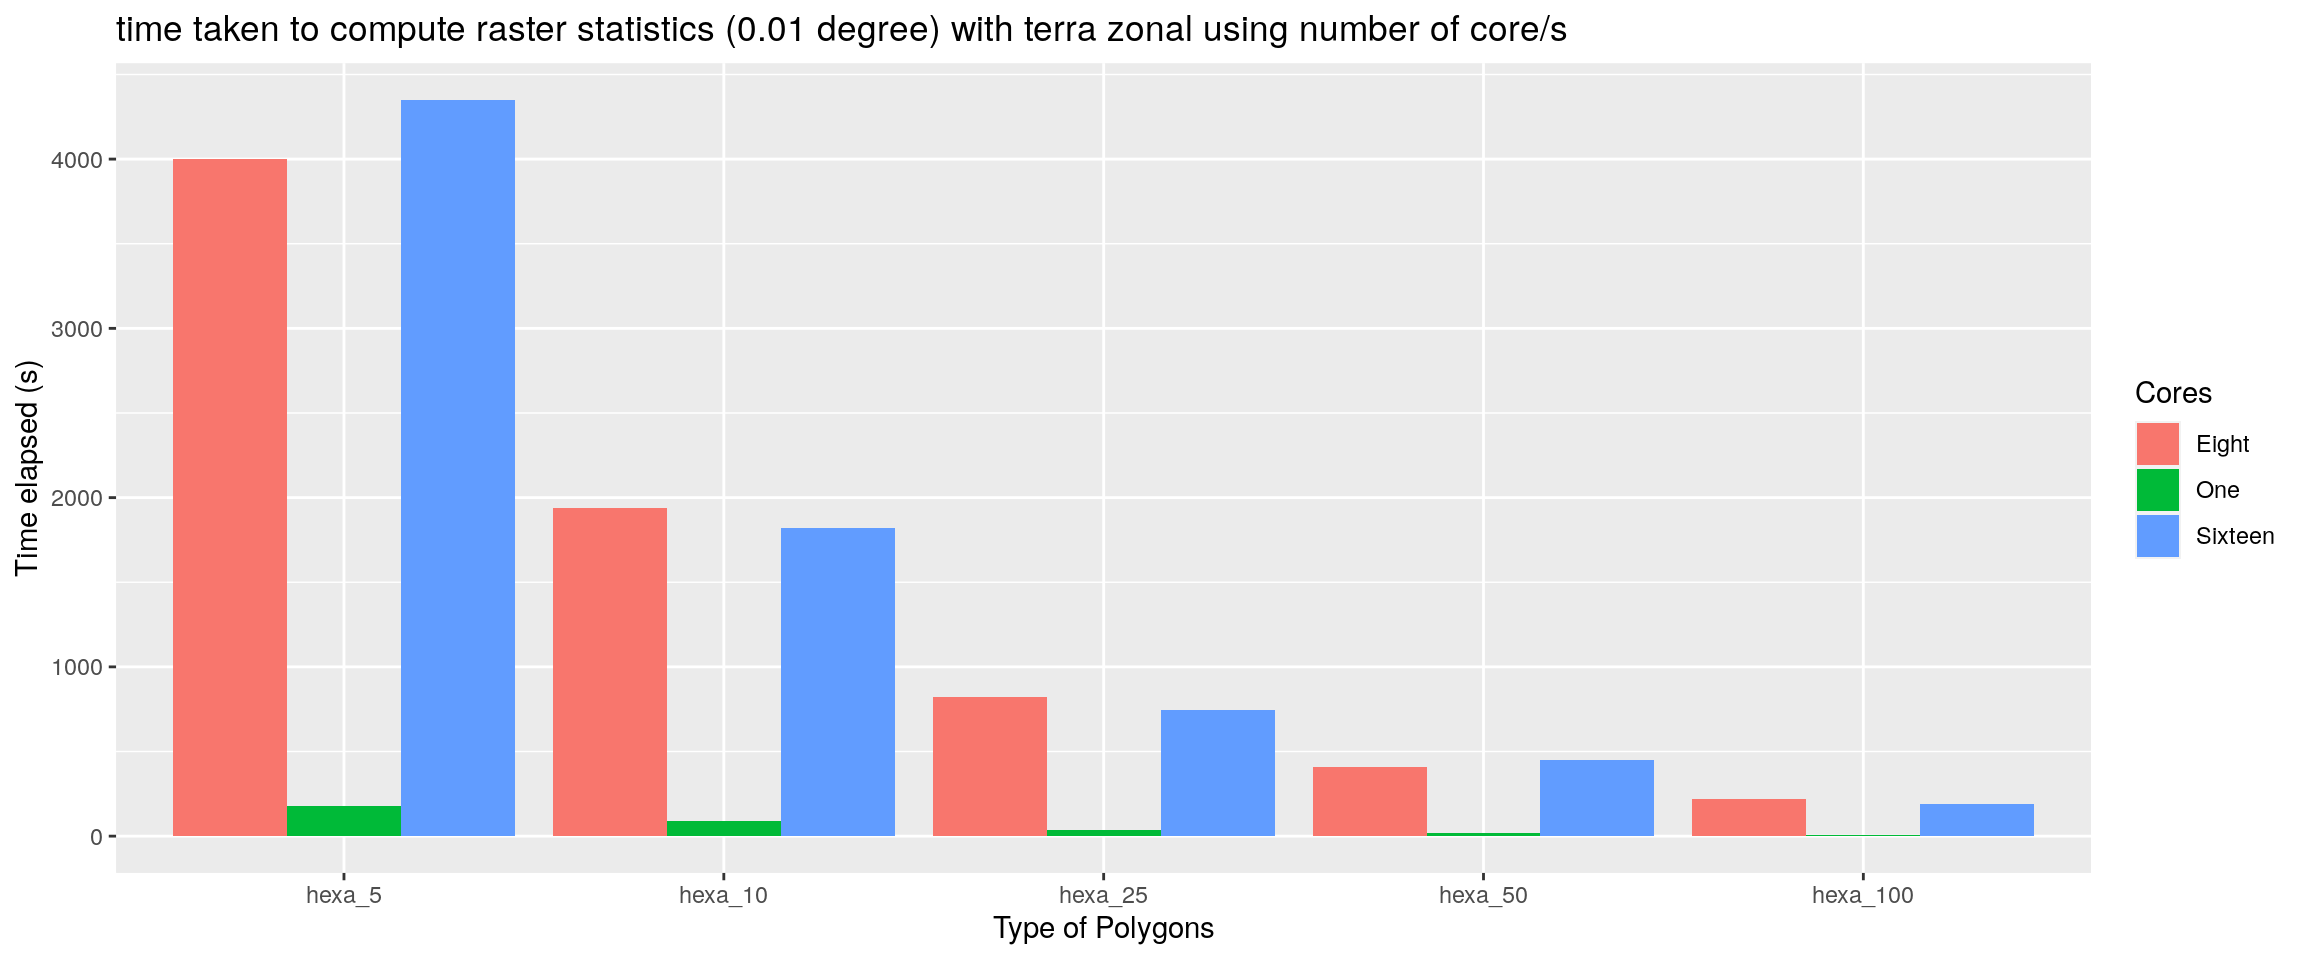 time taken to compute raster statistics (0.01 degree) with terra zonal using number of core/s
Time elapsed (s)
4000
3000
2000
1000
0
hexa_5
hexa_10
hexa_25
hexa_50
hexa_100
Type of Polygons
Cores
Eight
One
Sixteen